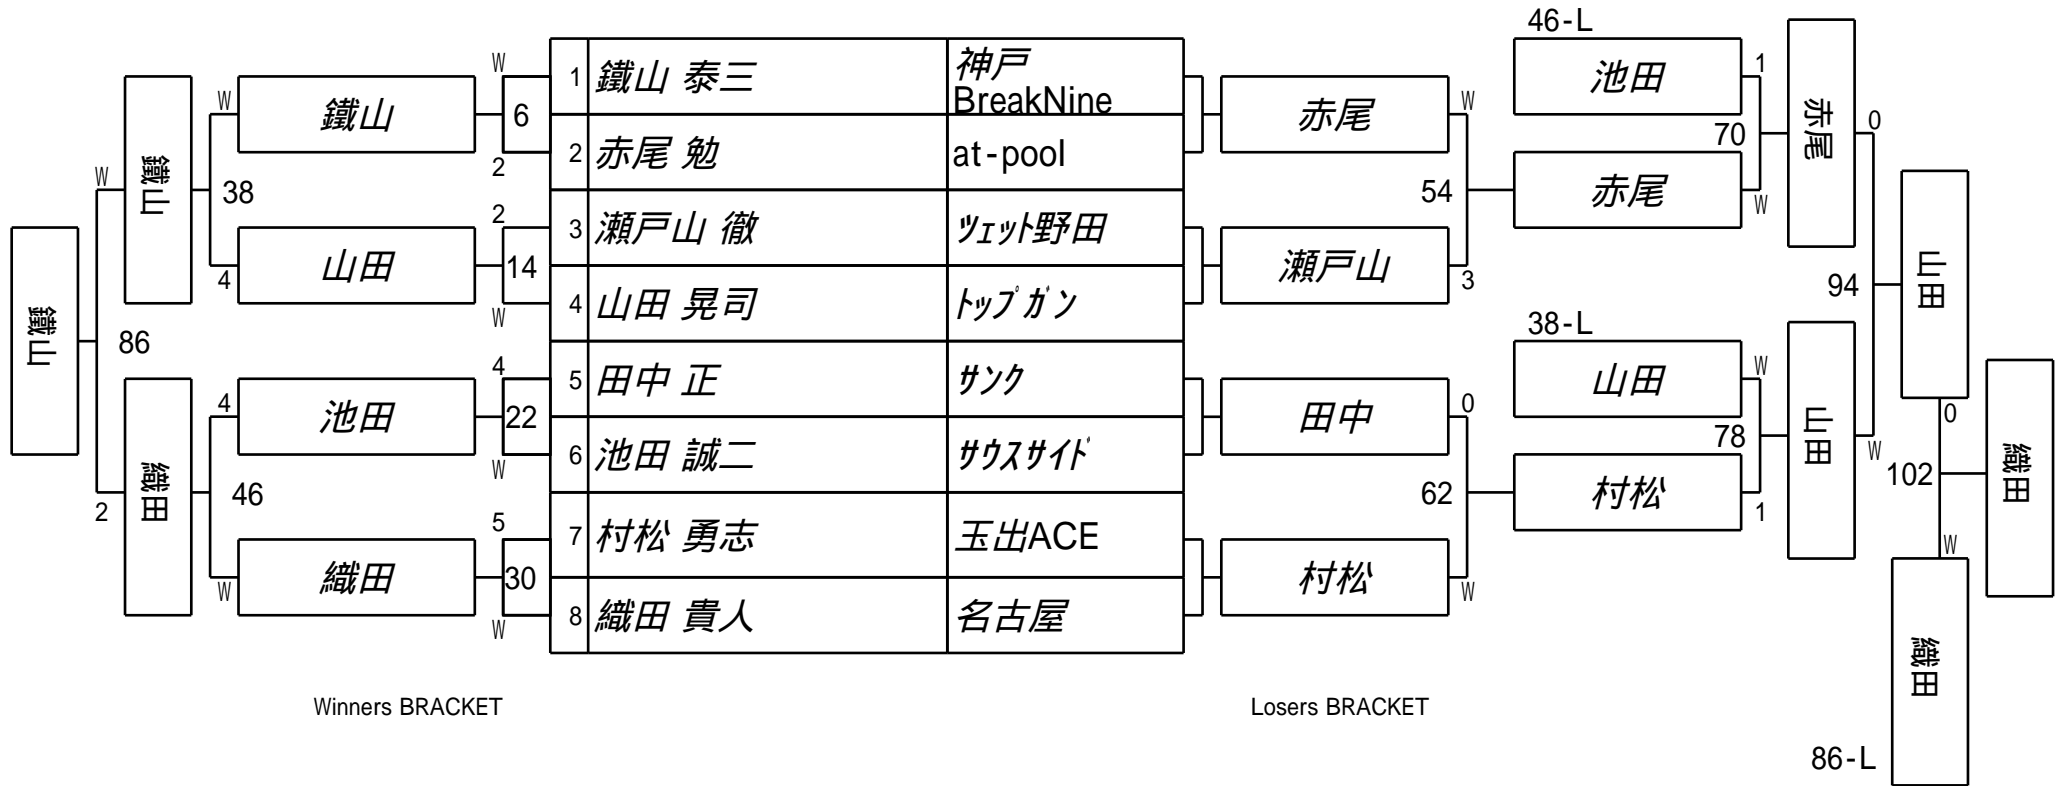 46-L
1 鐵山 泰三 神戸
BreakNine
2 赤尾 勉 at-pool
3 瀬戸山 徹 ツェット野田
4 山田 晃司 トップガン
5 田中 正 サンク
6 池田 誠二 サウスサイド
7 村松 勇志 玉出ACE
8 織田 貴人 名古屋
W
6
2
2
14
W
4
22
W
5
30
W
鐵山
山田
池田
織田
W
38
4
4
46
W
鐵山
織田
W
86
2
鐵山
赤尾
瀬戸山
田中
村松
W
54
3
0
62
W
池田
赤尾
38-L
山田
村松
1
70
W
W
78
1
赤尾
山田
0
94
W
山田
0
102
W
織田
86-L
織田
Winners BRACKET
Losers BRACKET